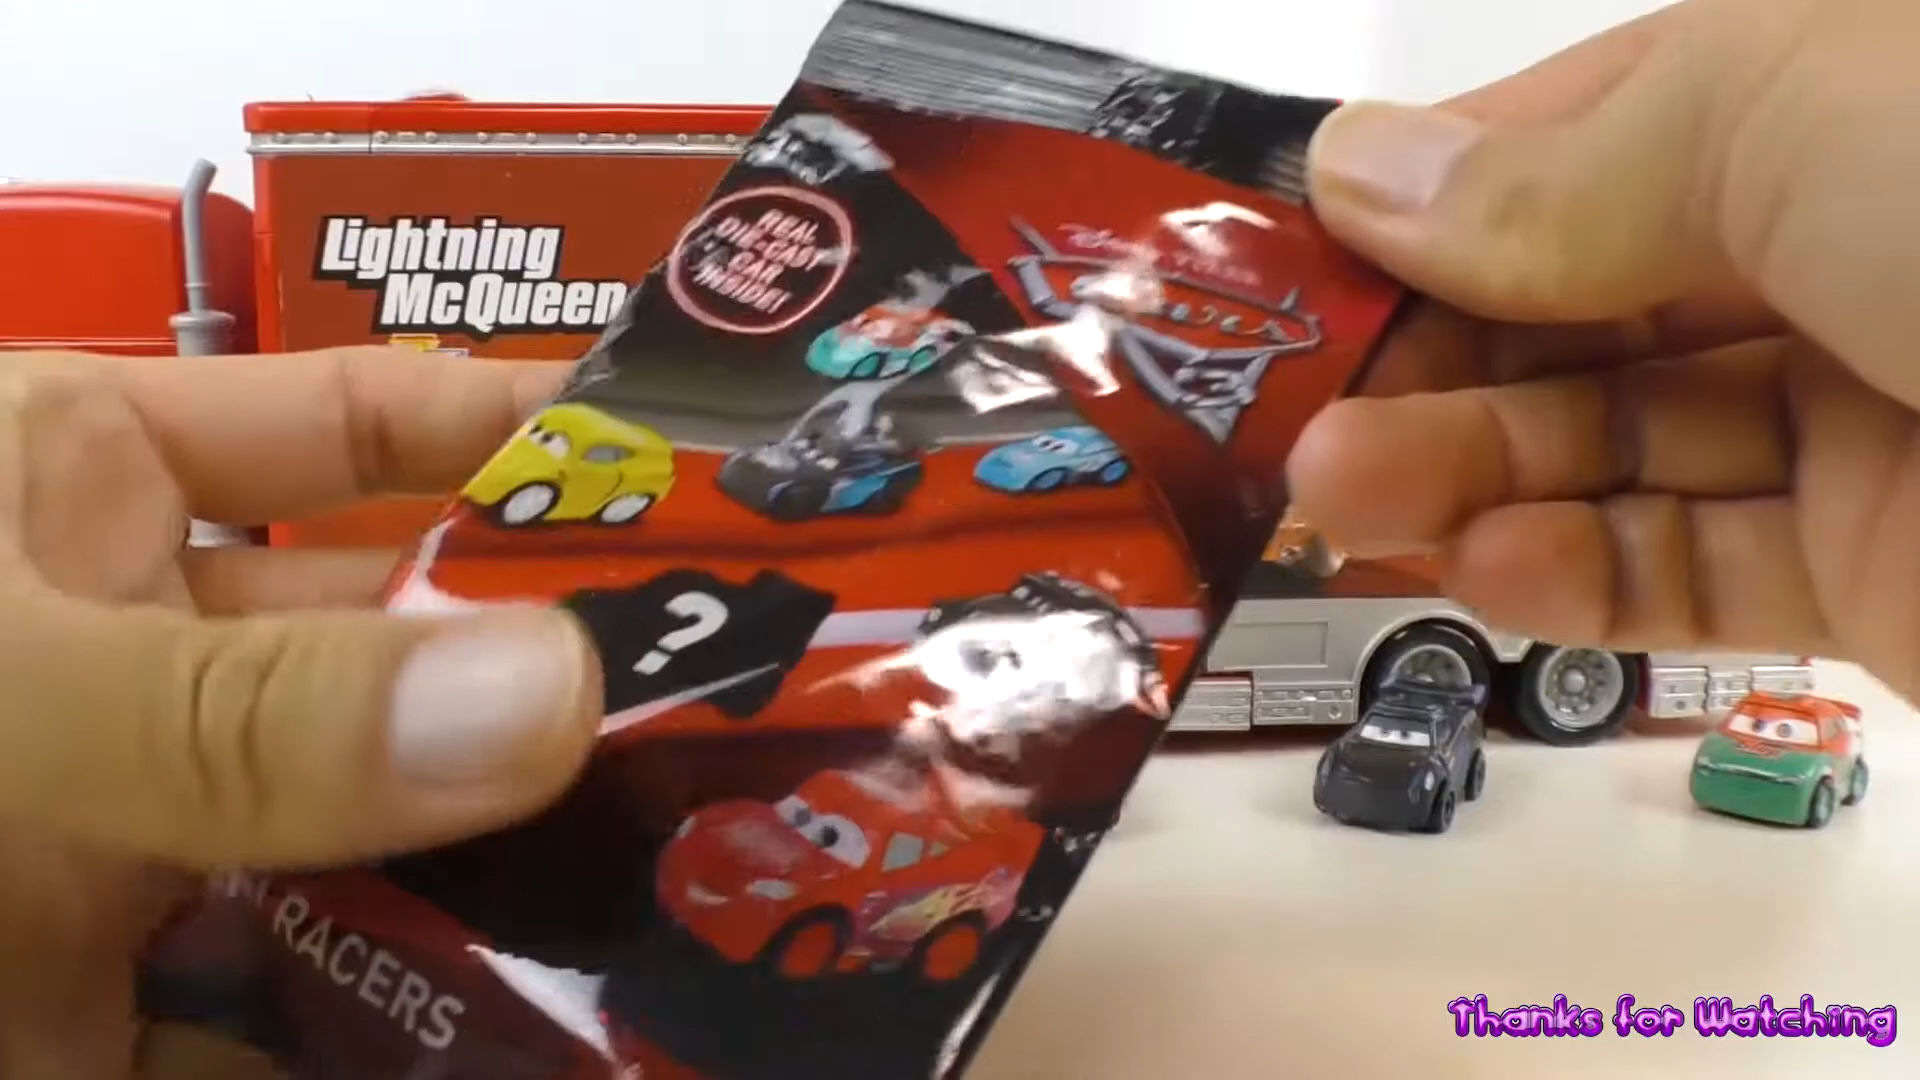 Lightning
McQueen
REAL
DIE-CAST
CAR
INSIDE!
?
RACERS
Thanks for Watching